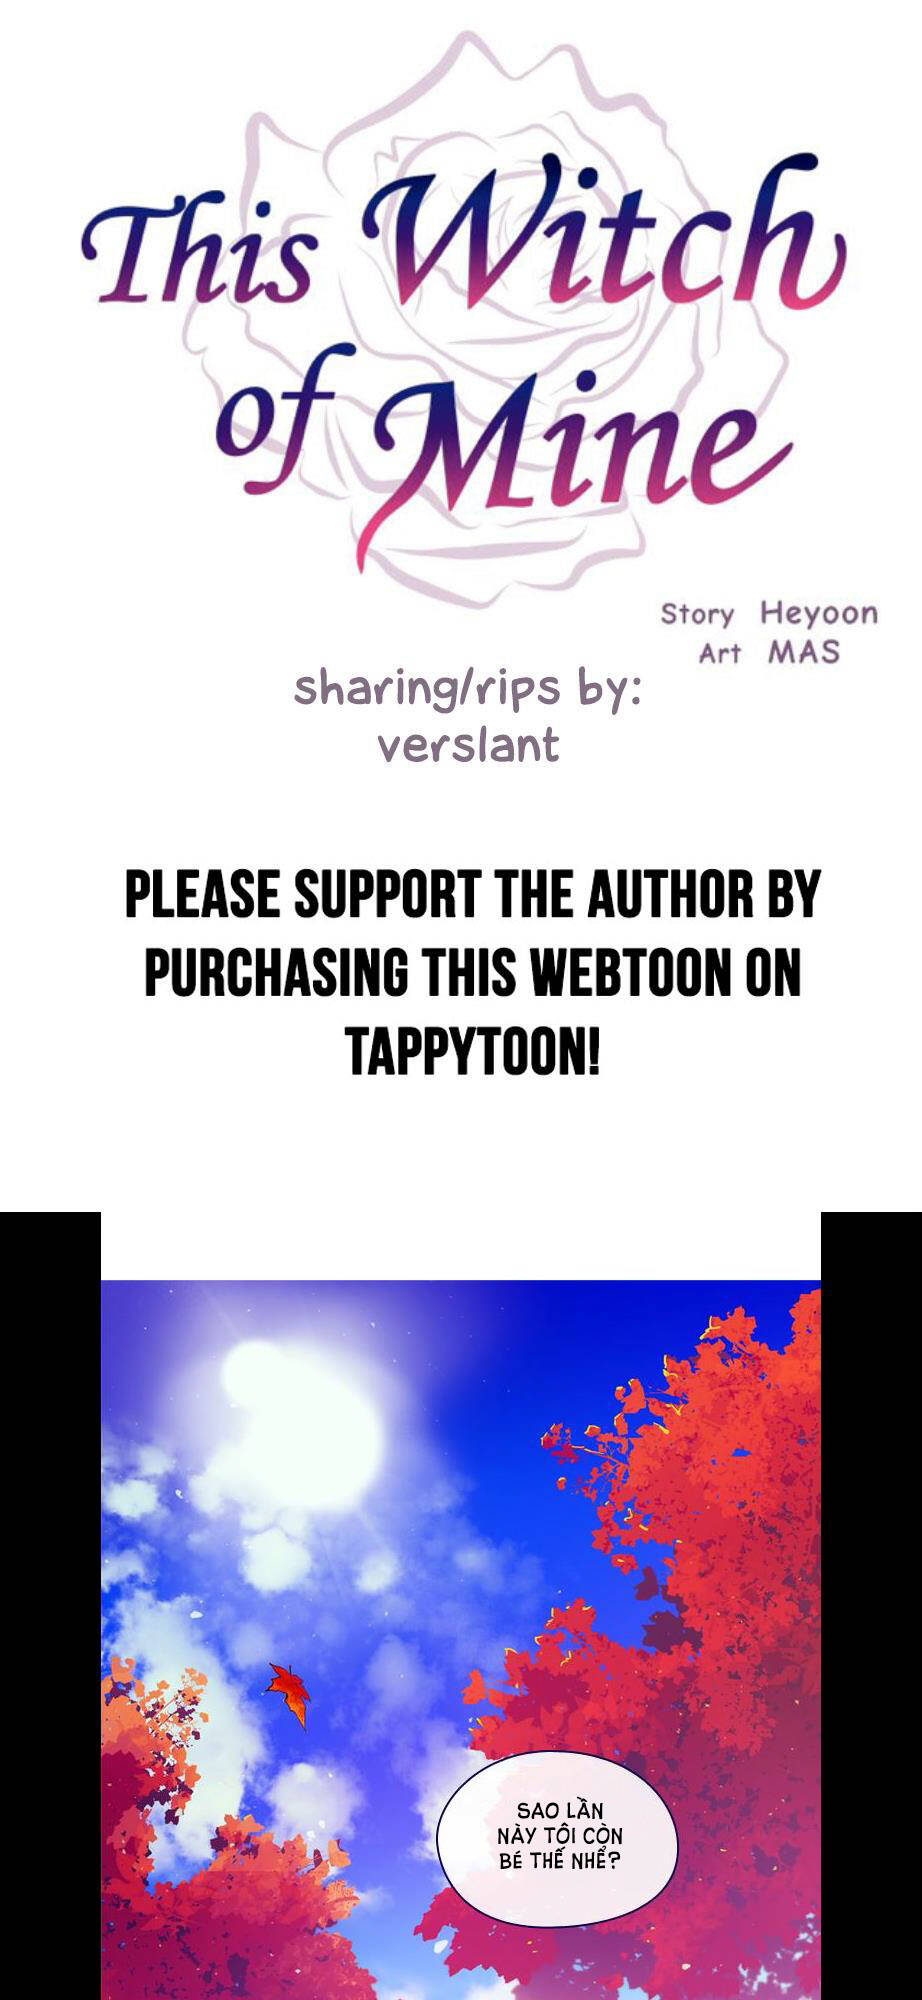 This Witch
of Mine
Story Heyoon
Art MAS
sharing/rips by:
verslant
PLEASE SUPPORT THE AUTHOR BY
PURCHASING THIS WEBTOON ON
TAPPYTOON!
SAO LẦN
NÀY TÔI CÒN
BÉ THẾ NHỂ?